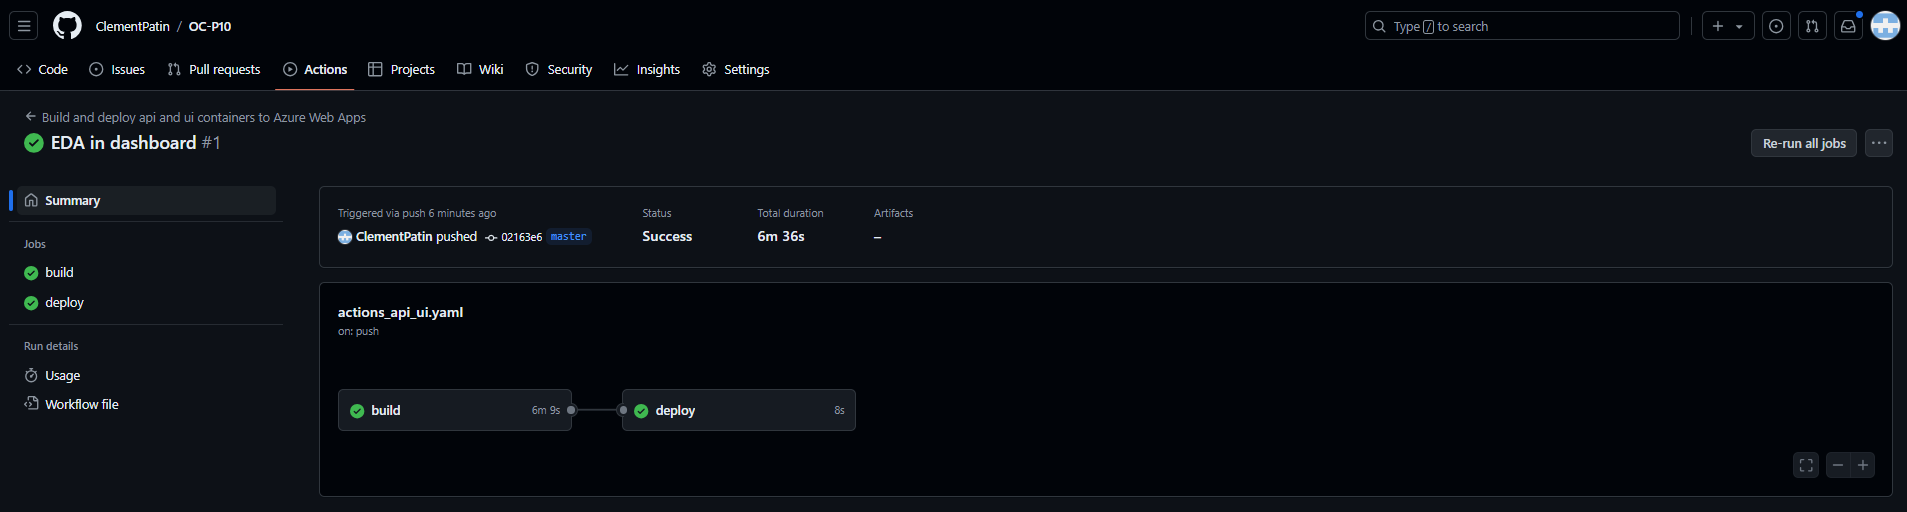 ClementPatin / OC-P10
Type / to search
Code Issues Pull requests Actions Projects Wiki Security Insights Settings
← Build and deploy api and ui containers to Azure Web Apps
EDA in dashboard #1
Re-run all jobs
Summary
Jobs
build
deploy
Run details
Usage
Workflow file
Triggered via push 6 minutes ago
ClementPatin pushed 02163e6 master
Status
Success
Total duration
6m 36s
Artifacts
–
actions_api_ui.yaml
on: push
build 6m 9s
deploy 8s